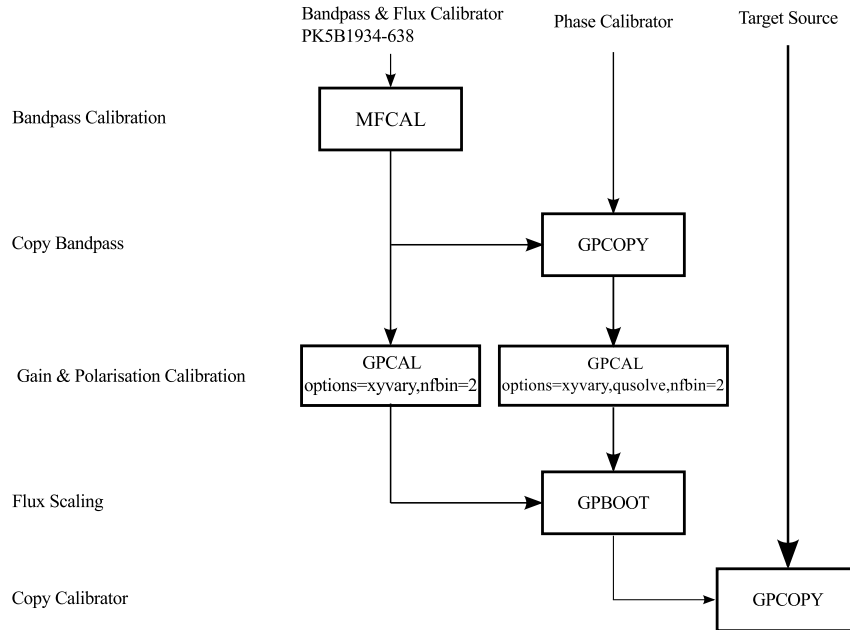 Bandpass & Flux Calibrator
PK5B1934-638
Phase Calibrator
Target Source
Bandpass Calibration
MFCAL
Copy Bandpass
GPCOPY
Gain & Polarisation Calibration
GPCAL
options=xyvary,nfbin=2
GPCAL
options=xyvary,qusolve,nfbin=2
Flux Scaling
GPBOOT
Copy Calibrator
GPCOPY